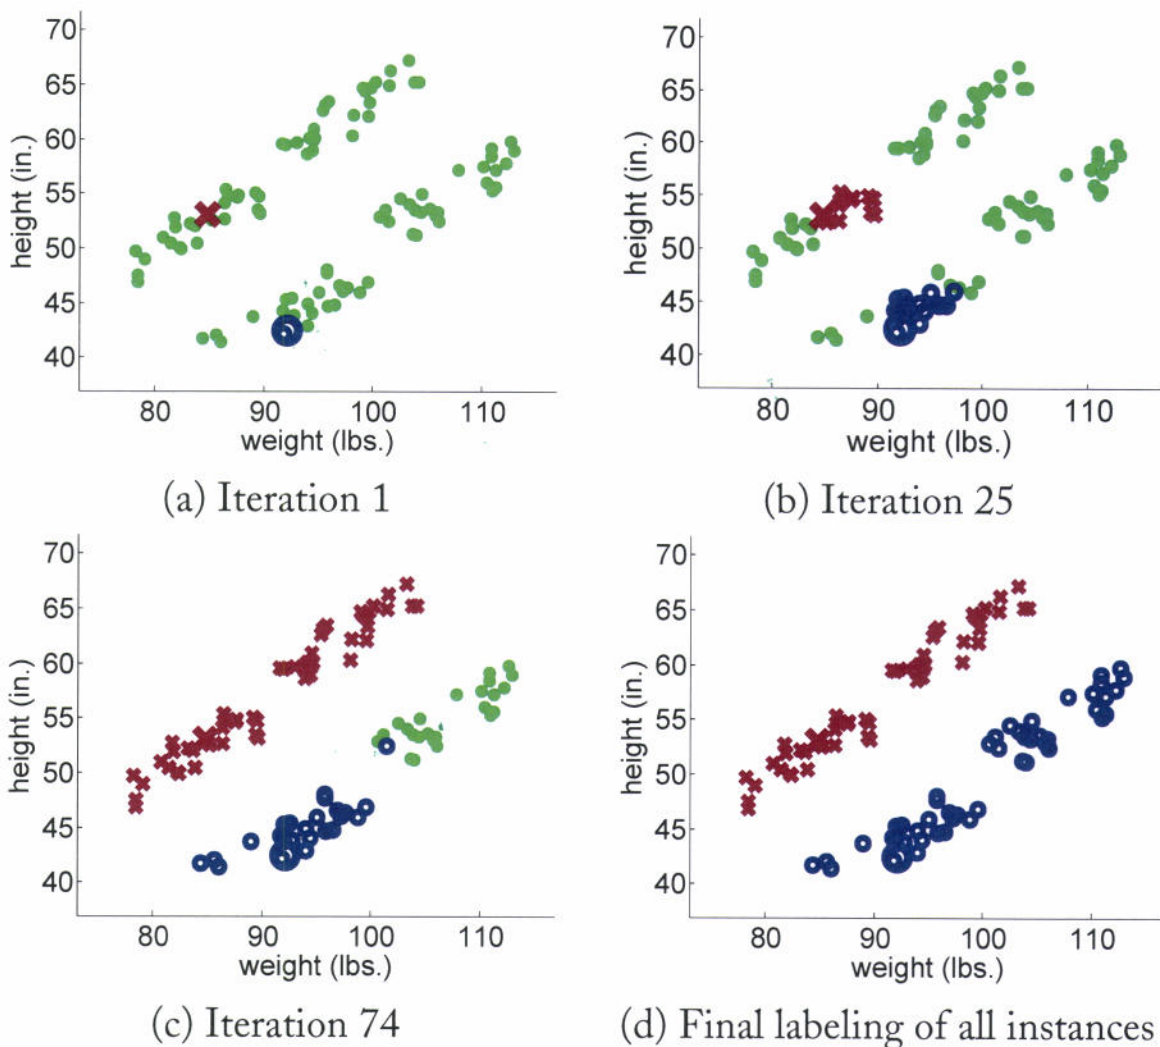 70
65
60
55
50
45
40
height (in.)
80 90 100 110
weight (lbs.)
(a) Iteration 1
70
65
60
55
50
45
40
height (in.)
80 90 100 110
weight (lbs.)
(b) Iteration 25
70
65
60
55
50
45
40
height (in.)
80 90 100 110
weight (lbs.)
(c) Iteration 74
70
65
60
55
50
45
40
height (in.)
80 90 100 110
weight (lbs.)
(d) Final labeling of all instances